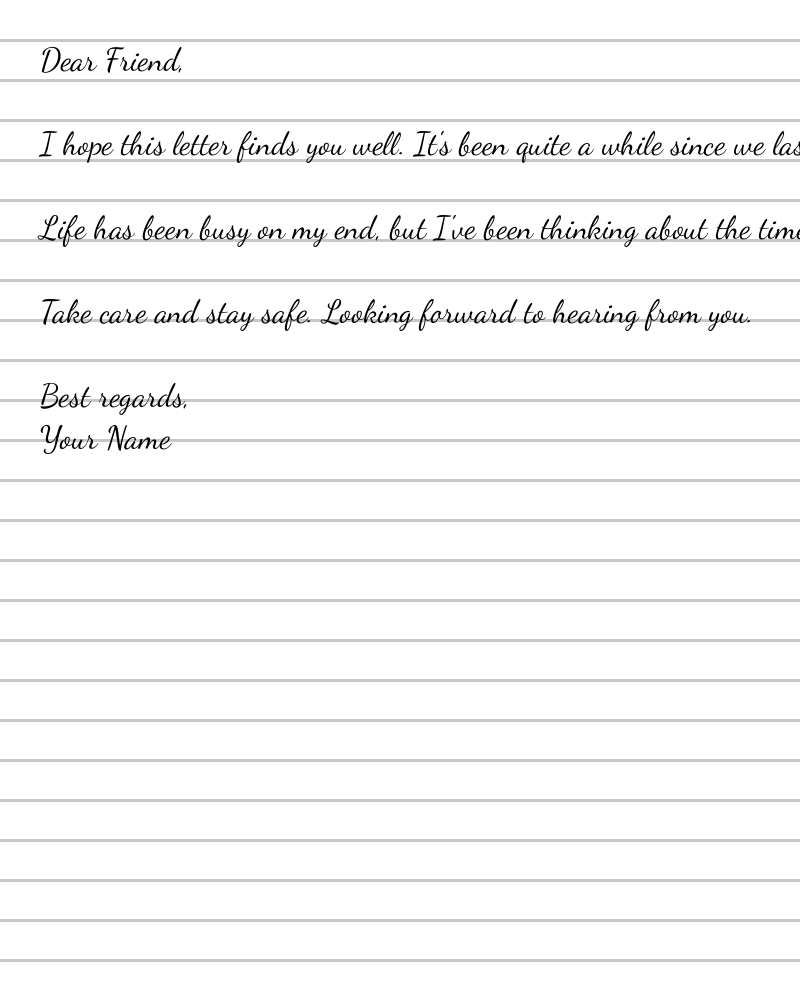 Dear Friend,
I hope this letter finds you well. It's been quite a while since we las
Life has been busy on my end, but I've been thinking about the time
Take care and stay safe. Looking forward to hearing from you.
Best regards,
Your Name